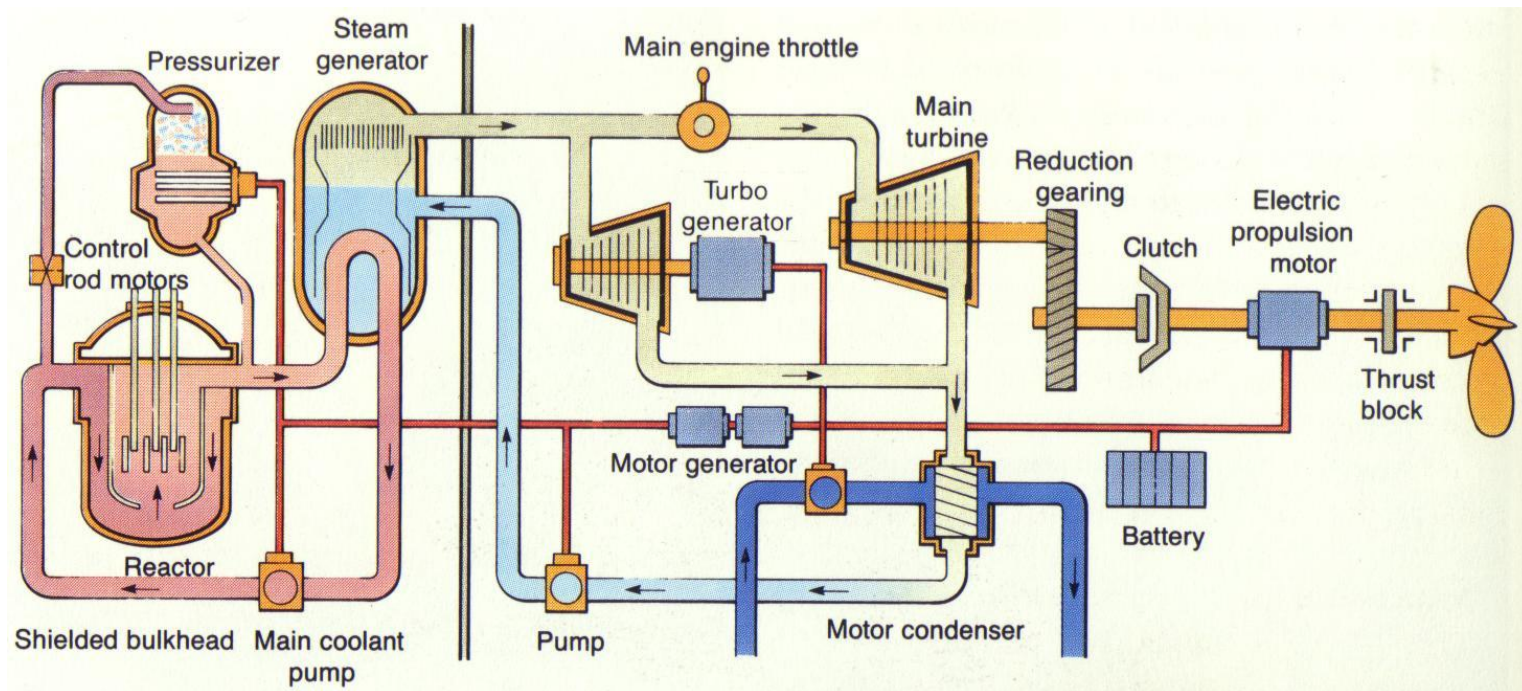 Steam
generator
Pressurizer
Main engine throttle
Main
turbine
Reduction
gearing
Turbo
generator
Electric
propulsion
motor
Clutch
Control
rod motors
Thrust
block
Motor generator
Battery
Reactor
Shielded bulkhead
Main coolant
pump
Pump
Motor condenser